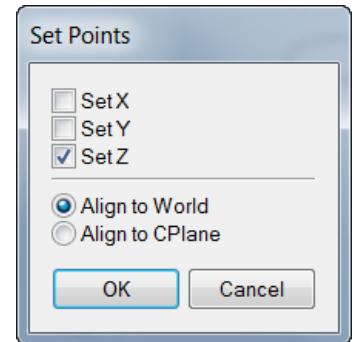 Set Points
Set X
Set Y
Set Z
Align to World
Align to CPlane
OK Cancel